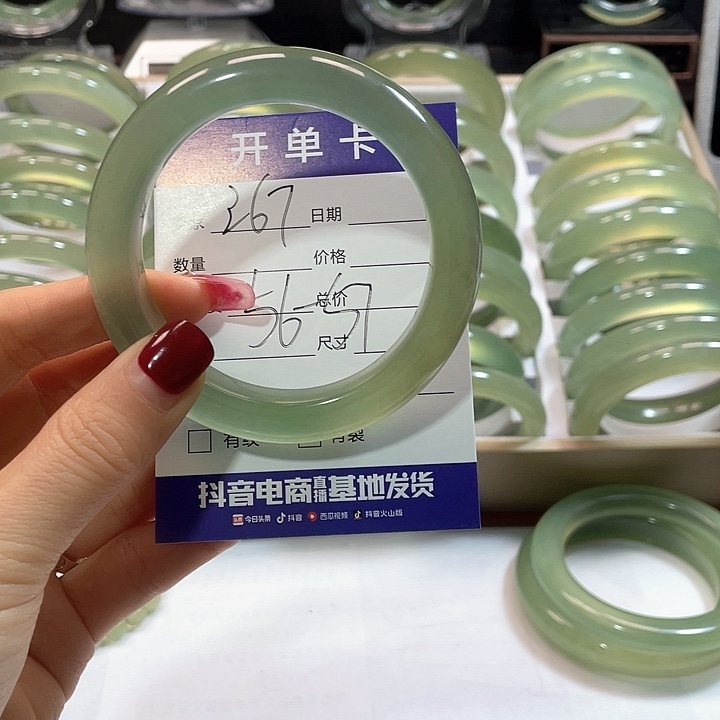 开单卡
367 日期
数量 价格
56-57 总价
尺寸
有纹 有裂
抖音电商直播基地发货
今日头条 抖音 西瓜视频 抖音火山版